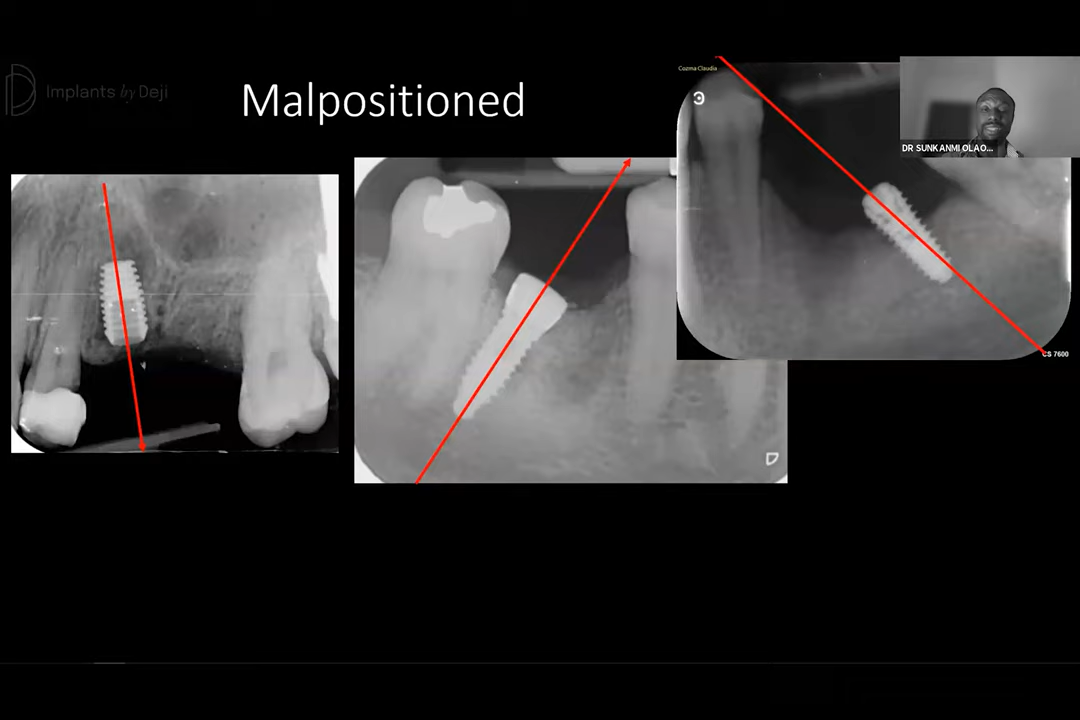 Implants by Deji
Malpositioned
Cozma Claudia
DR SUNKANMI OLAO...
CS 7600